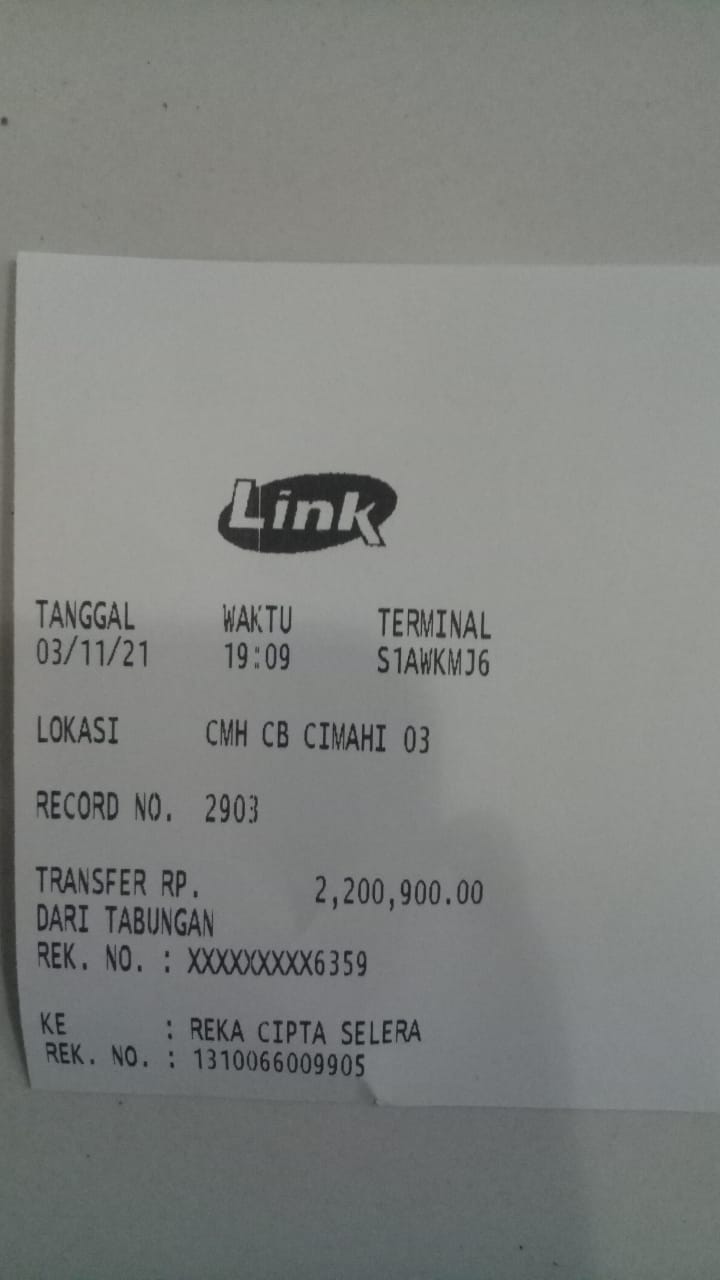 Link
TANGGAL WAKTU TERMINAL
03/11/21 19:09 S1AWKMJ6
LOKASI CMH CB CIMAHI 03
RECORD NO. 2903
TRANSFER RP. 2,200,900.00
DARI TABUNGAN
REK. NO. : XXXXXXXXX6359
KE : REKA CIPTA SELERA
REK. NO. : 1310066009905